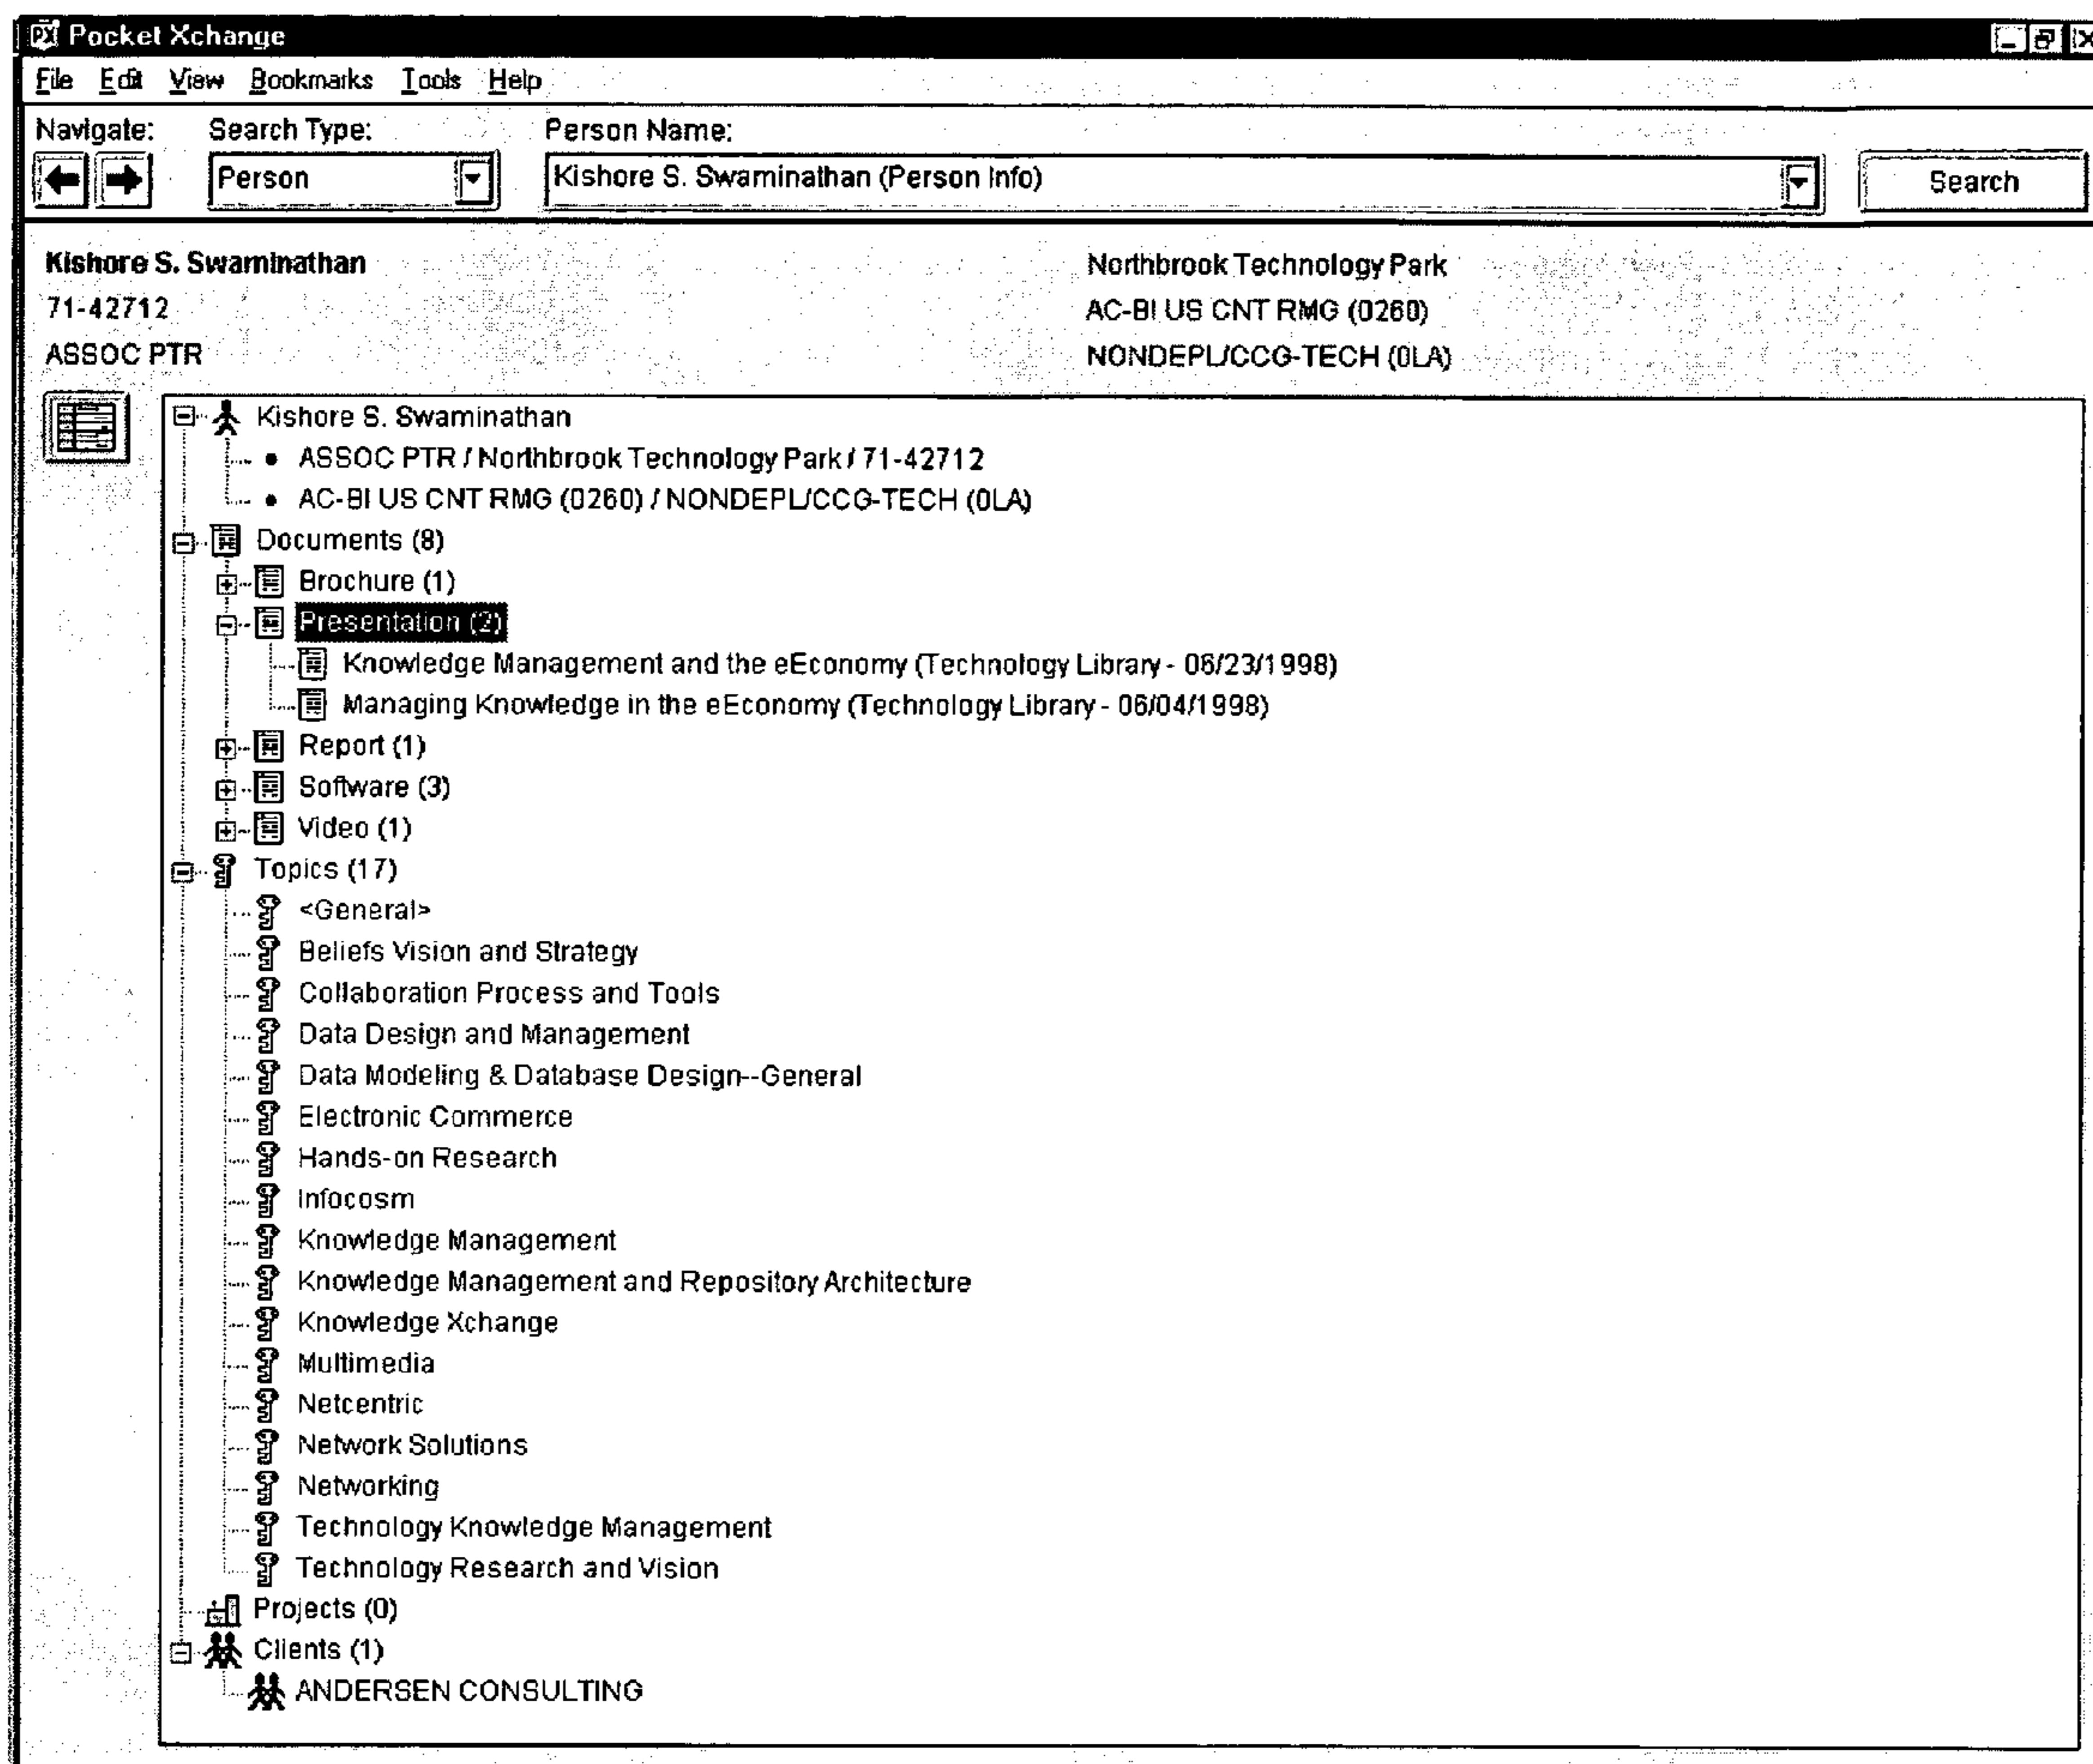 PX Pocket Xchange
File Edit View Bookmarks Tools Help
Navigate: Search Type: Person Name:
Person Kishore S. Swaminathan (Person Info) Search
Kishore S. Swaminathan Northbrook Technology Park
71-42712 AC-BI US CNT RMG (0260)
ASSOC PTR NONDEPL/CCG-TECH (0LA)
Kishore S. Swaminathan
• ASSOC PTR / Northbrook Technology Park / 71-42712
• AC-BI US CNT RMG (0260) / NONDEPL/CCG-TECH (0LA)
Documents (8)
Brochure (1)
Presentation (2)
Knowledge Management and the eEconomy (Technology Library - 06/23/1998)
Managing Knowledge in the eEconomy (Technology Library - 06/04/1998)
Report (1)
Software (3)
Video (1)
Topics (17)
<General>
Beliefs Vision and Strategy
Collaboration Process and Tools
Data Design and Management
Data Modeling & Database Design--General
Electronic Commerce
Hands-on Research
Infocosm
Knowledge Management
Knowledge Management and Repository Architecture
Knowledge Xchange
Multimedia
Netcentric
Network Solutions
Networking
Technology Knowledge Management
Technology Research and Vision
Projects (0)
Clients (1)
ANDERSEN CONSULTING